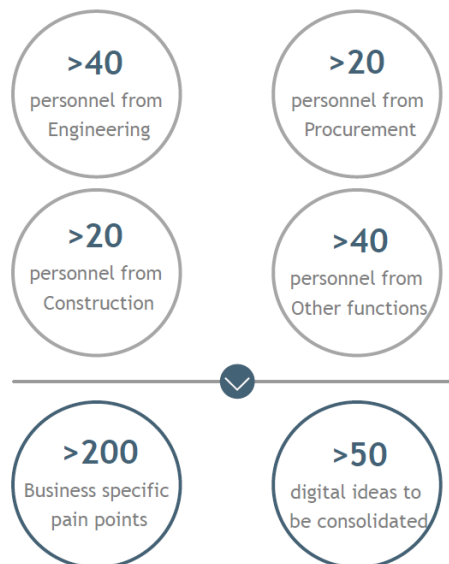 >40
personnel from
Engineering
>20
personnel from
Procurement
>20
personnel from
Construction
>40
personnel from
Other functions
>200
Business specific
pain points
>50
digital ideas to
be consolidated